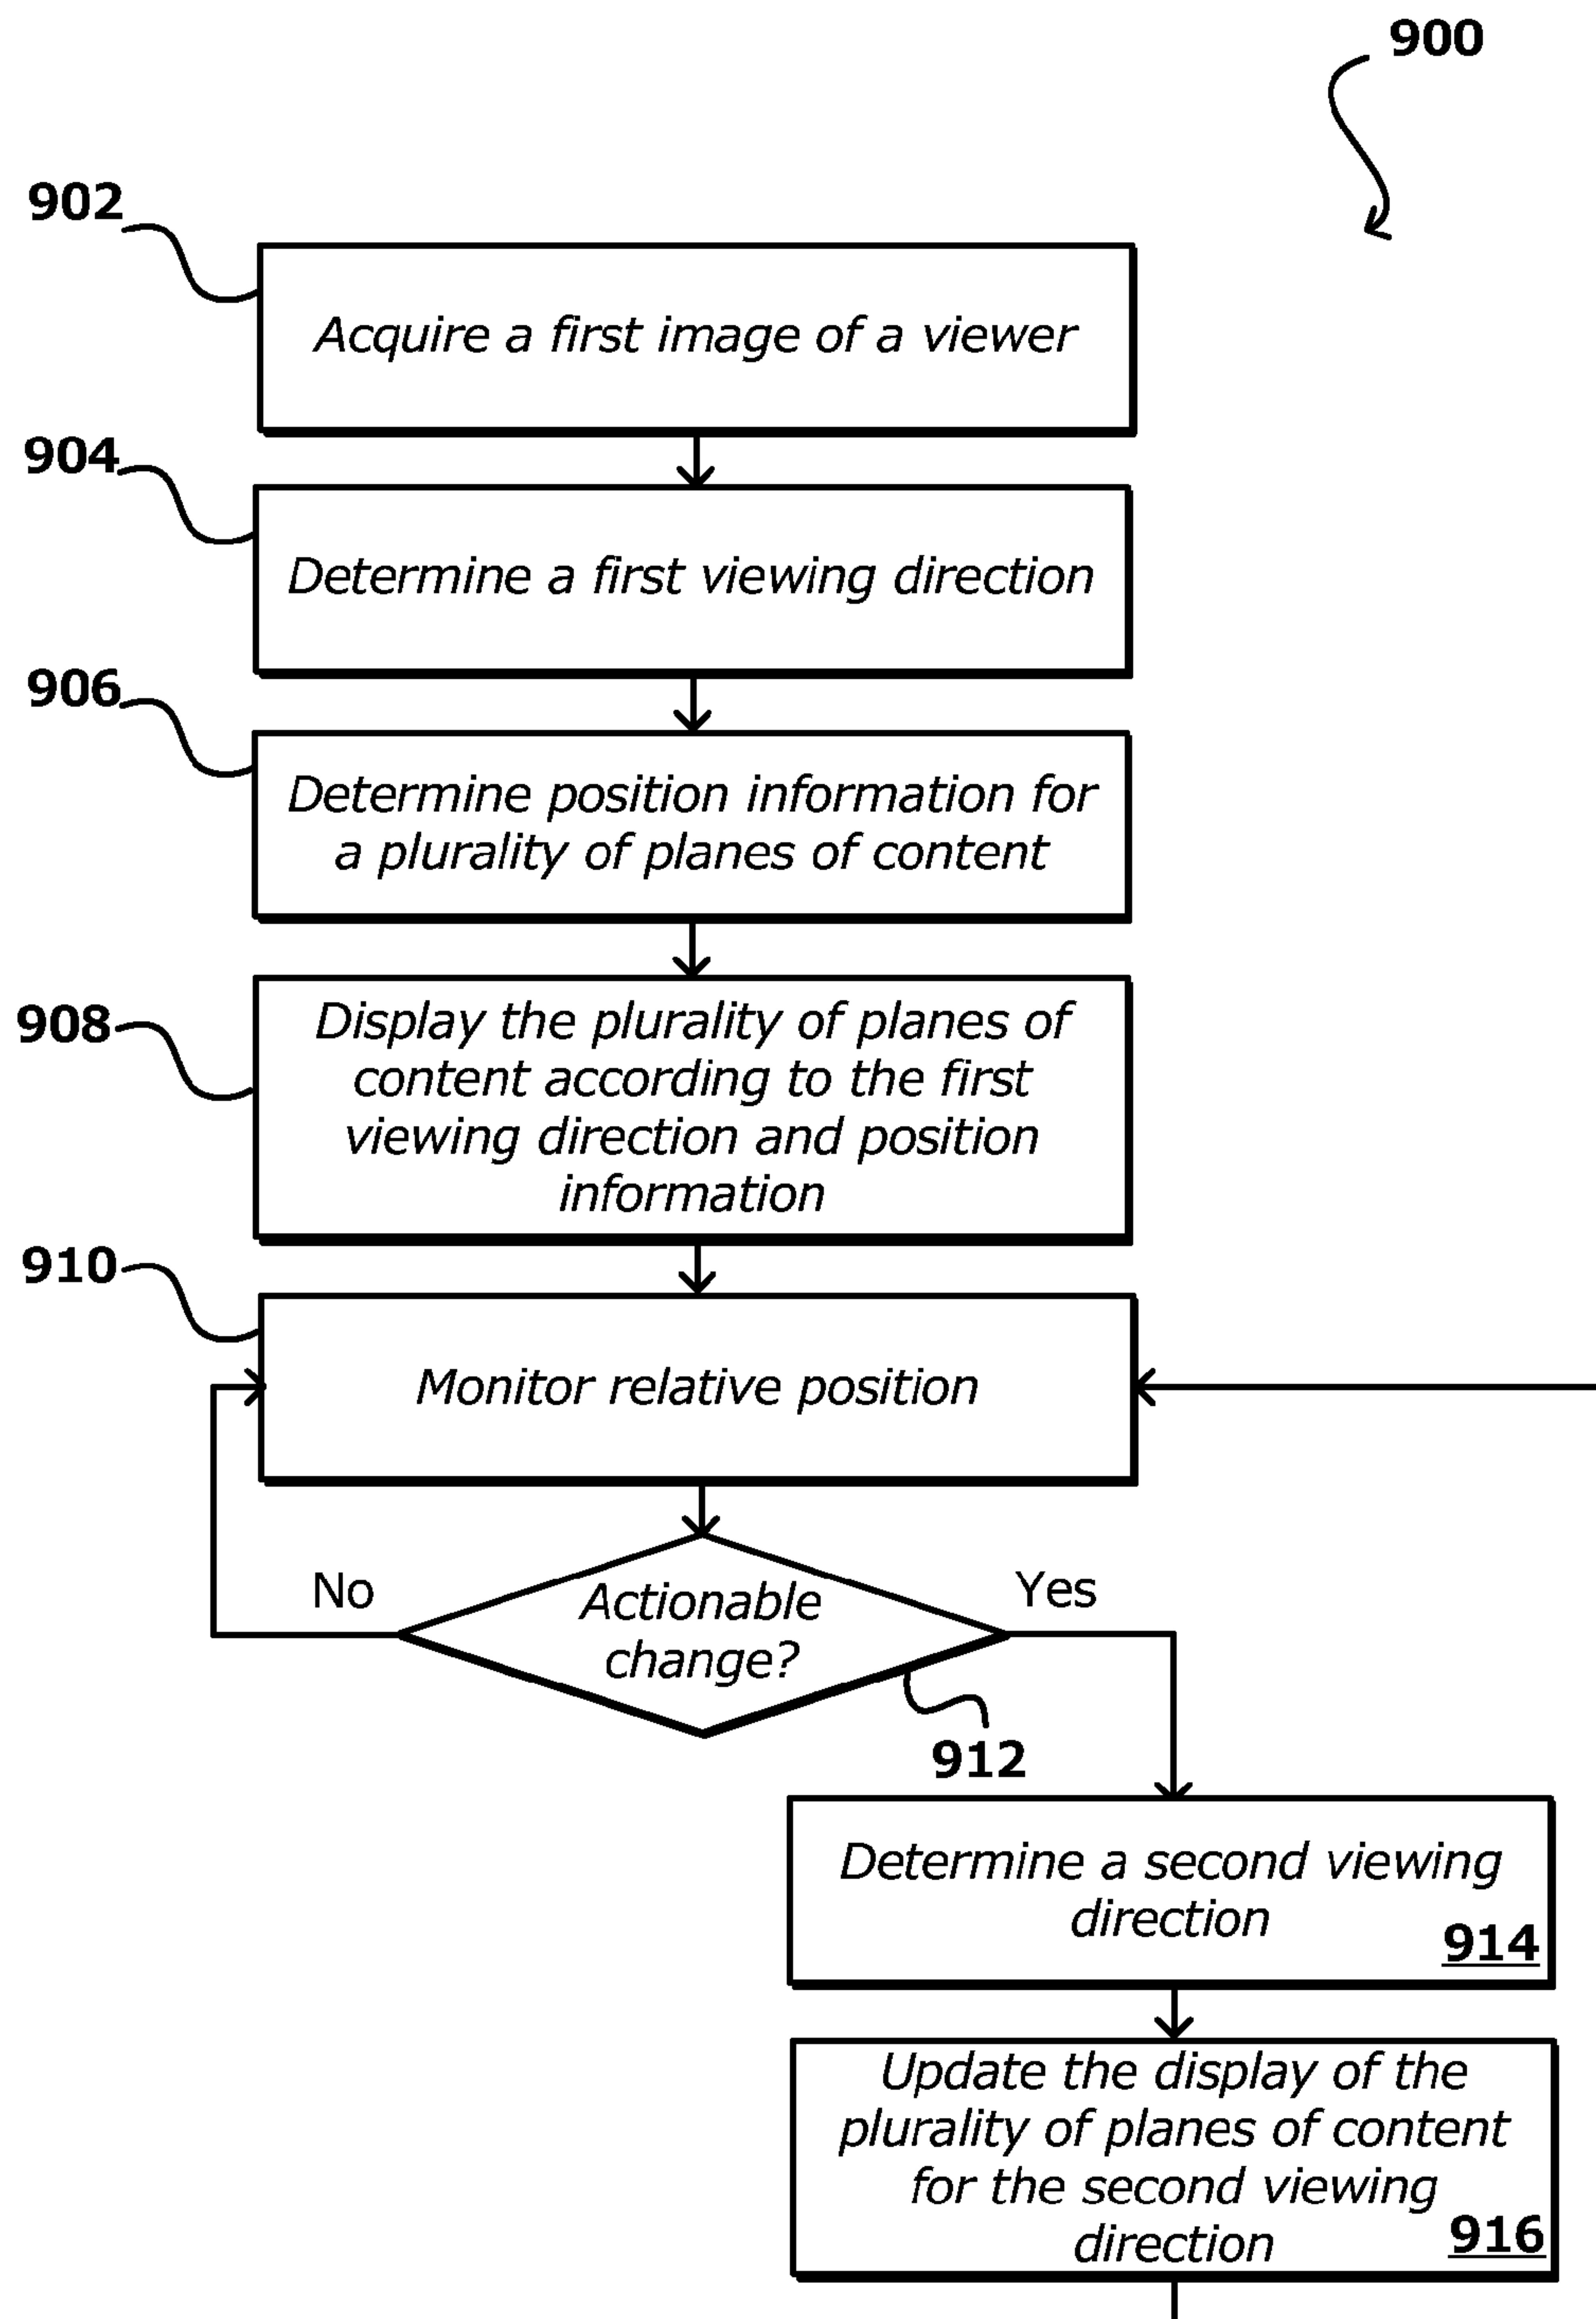 900
902
Acquire a first image of a viewer
904
Determine a first viewing direction
906
Determine position information for
a plurality of planes of content
908
Display the plurality of planes of
content according to the first
viewing direction and position
information
910
Monitor relative position
No
Actionable
change?
Yes
912
Determine a second viewing
direction
914
Update the display of the
plurality of planes of content
for the second viewing
direction
916